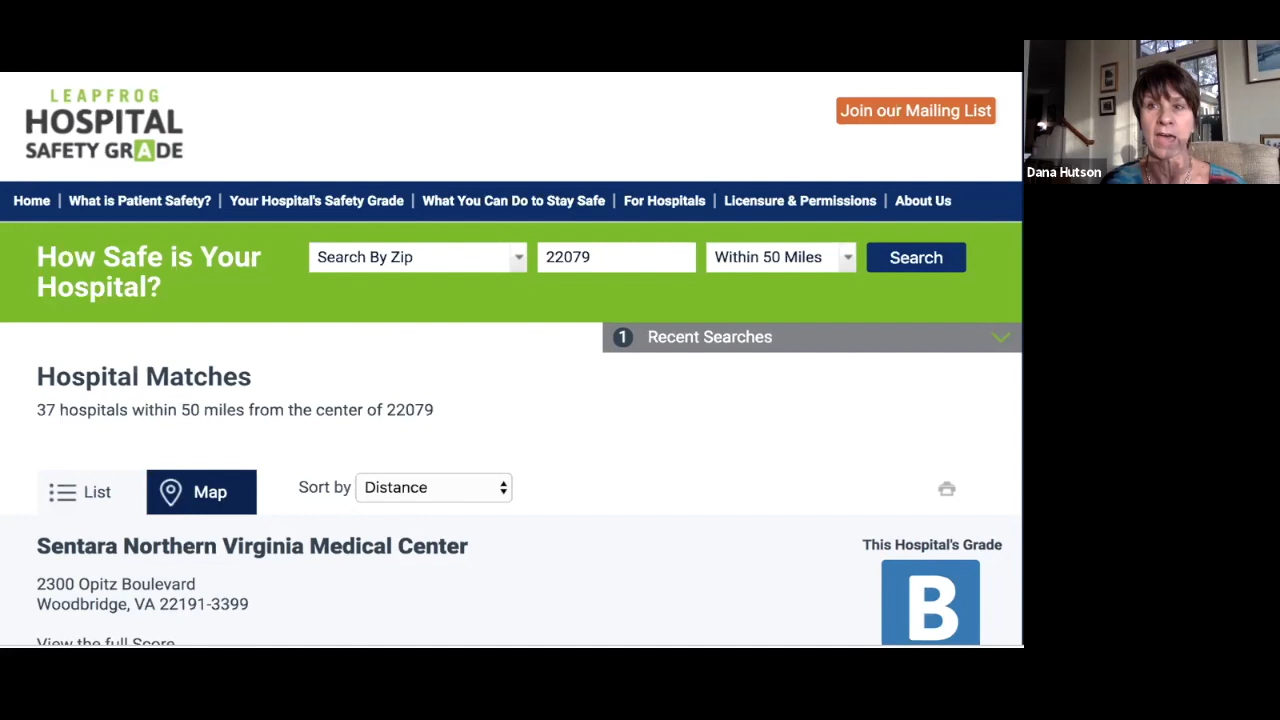 LEAPFROG
HOSPITAL
SAFETY GRADE
Join our Mailing List
Dana Hutson
Home | What is Patient Safety? | Your Hospital's Safety Grade | What You Can Do to Stay Safe | For Hospitals | Licensure & Permissions | About Us
How Safe is Your
Hospital?
Search By Zip
22079
Within 50 Miles
Search
1 Recent Searches
Hospital Matches
37 hospitals within 50 miles from the center of 22079
List
Map
Sort by Distance
Sentara Northern Virginia Medical Center
This Hospital's Grade
2300 Opitz Boulevard
Woodbridge, VA 22191-3399
B
View the full Score